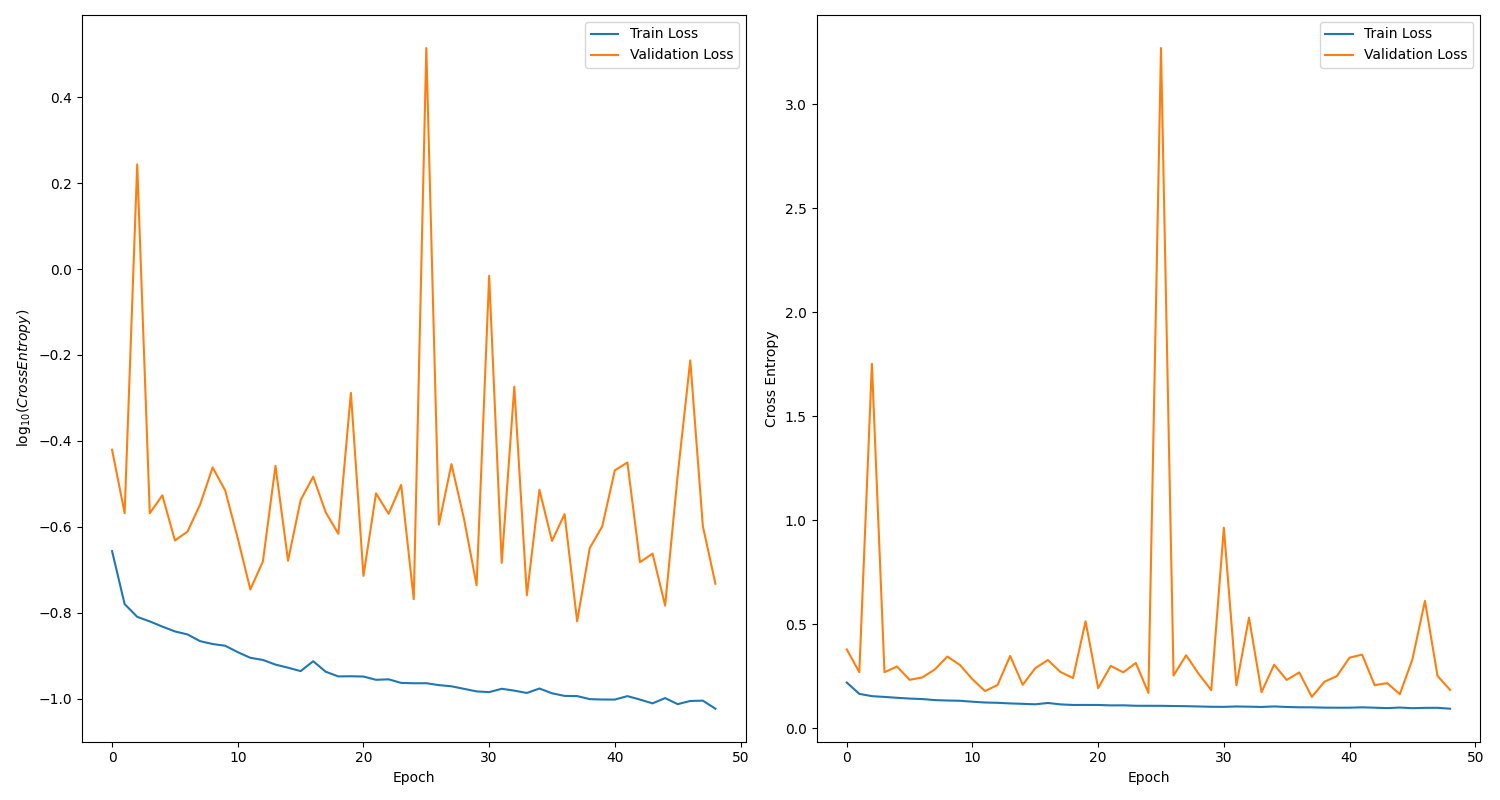 Train Loss
Validation Loss
0.4
0.2
0.0
−0.2
−0.4
−0.6
−0.8
−1.0
log10(CrossEntropy)
0 10 20 30 40 50
Epoch
Train Loss
Validation Loss
3.0
2.5
2.0
1.5
1.0
0.5
0.0
Cross Entropy
0 10 20 30 40 50
Epoch